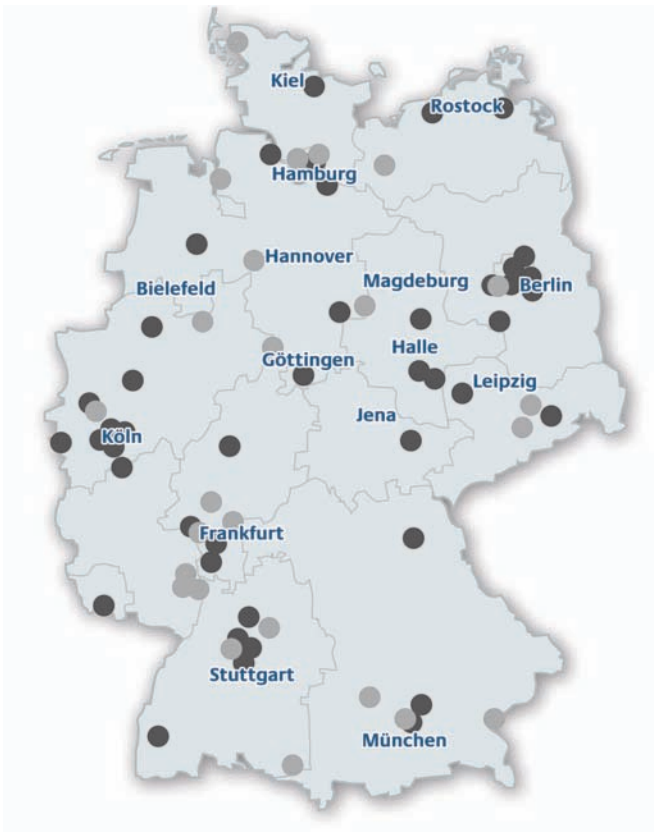 Kiel
Rostock
Hamburg
Hannover
Magdeburg
Berlin
Bielefeld
Göttingen
Halle
Leipzig
Jena
Köln
Frankfurt
Stuttgart
München